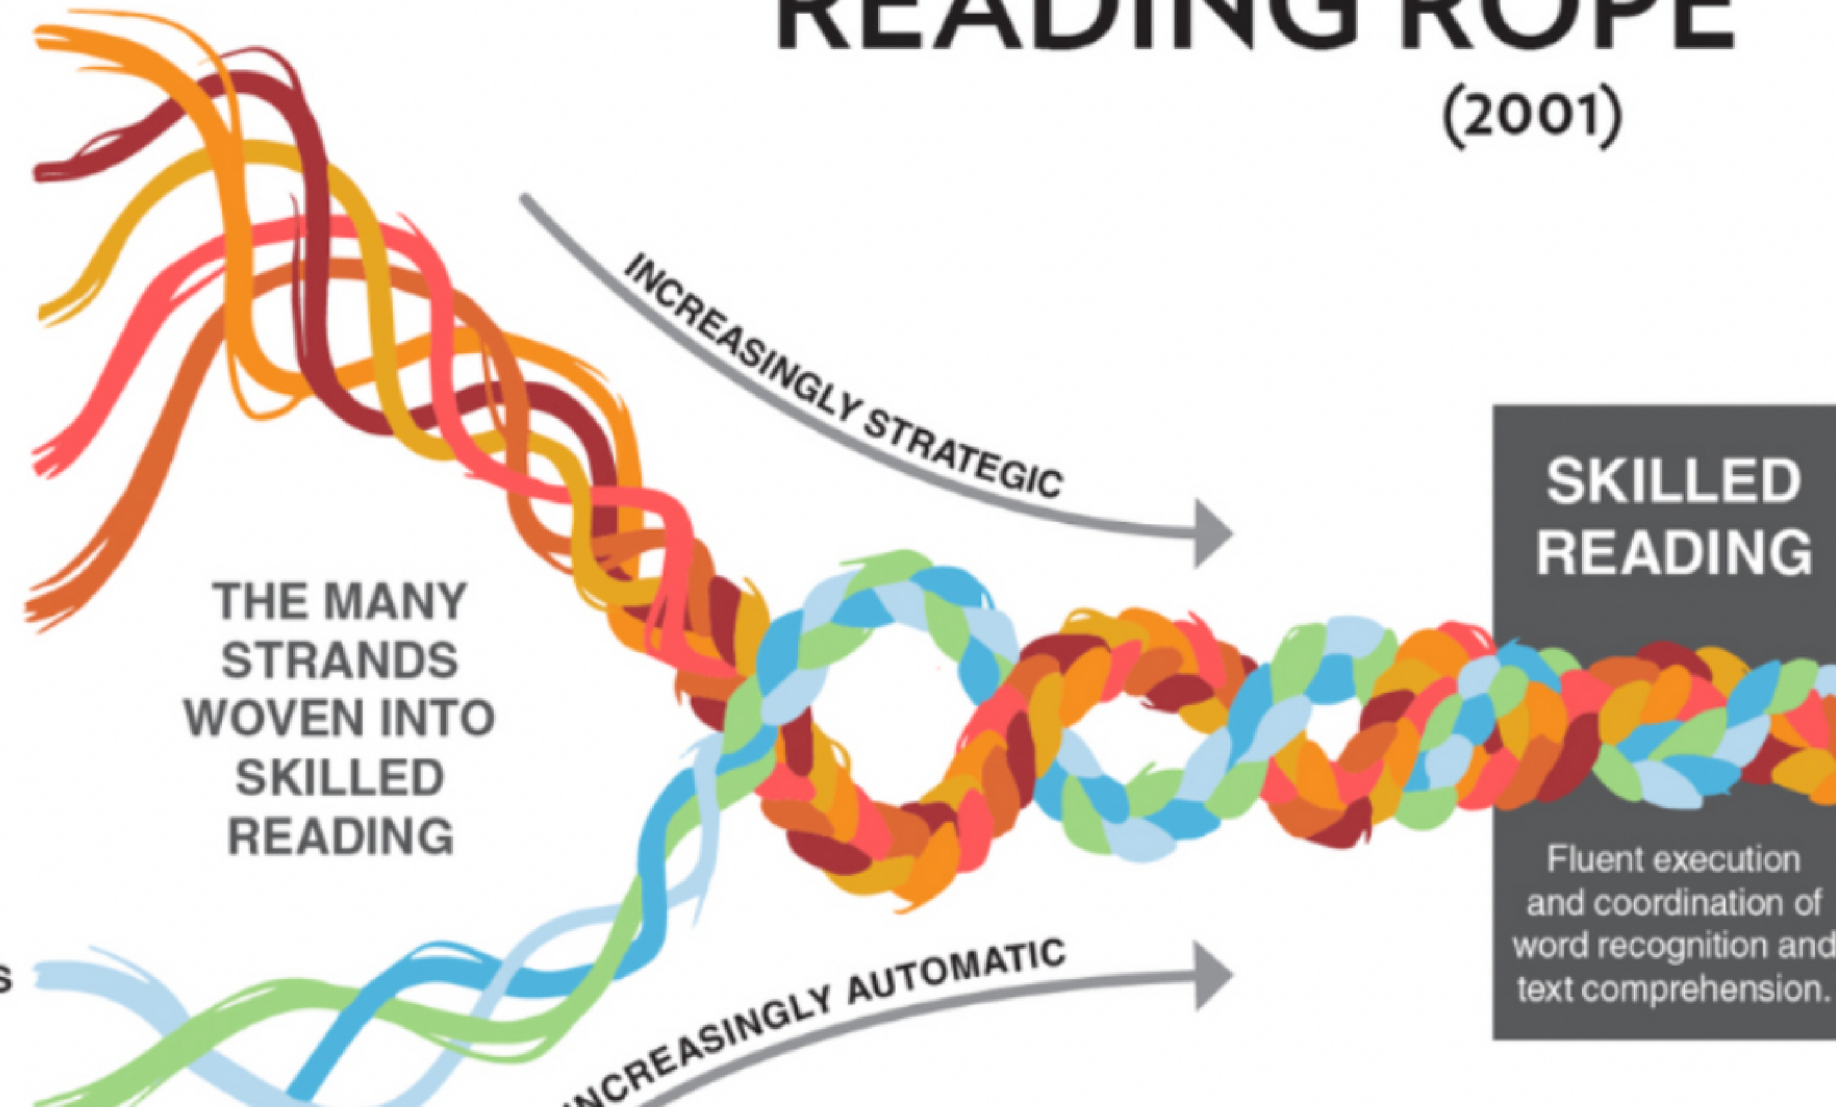 READING ROPE
(2001)
INCREASINGLY STRATEGIC
SKILLED
READING
THE MANY
STRANDS
WOVEN INTO
SKILLED
READING
Fluent execution
and coordination of
word recognition and
text comprehension.
S
INCREASINGLY AUTOMATIC